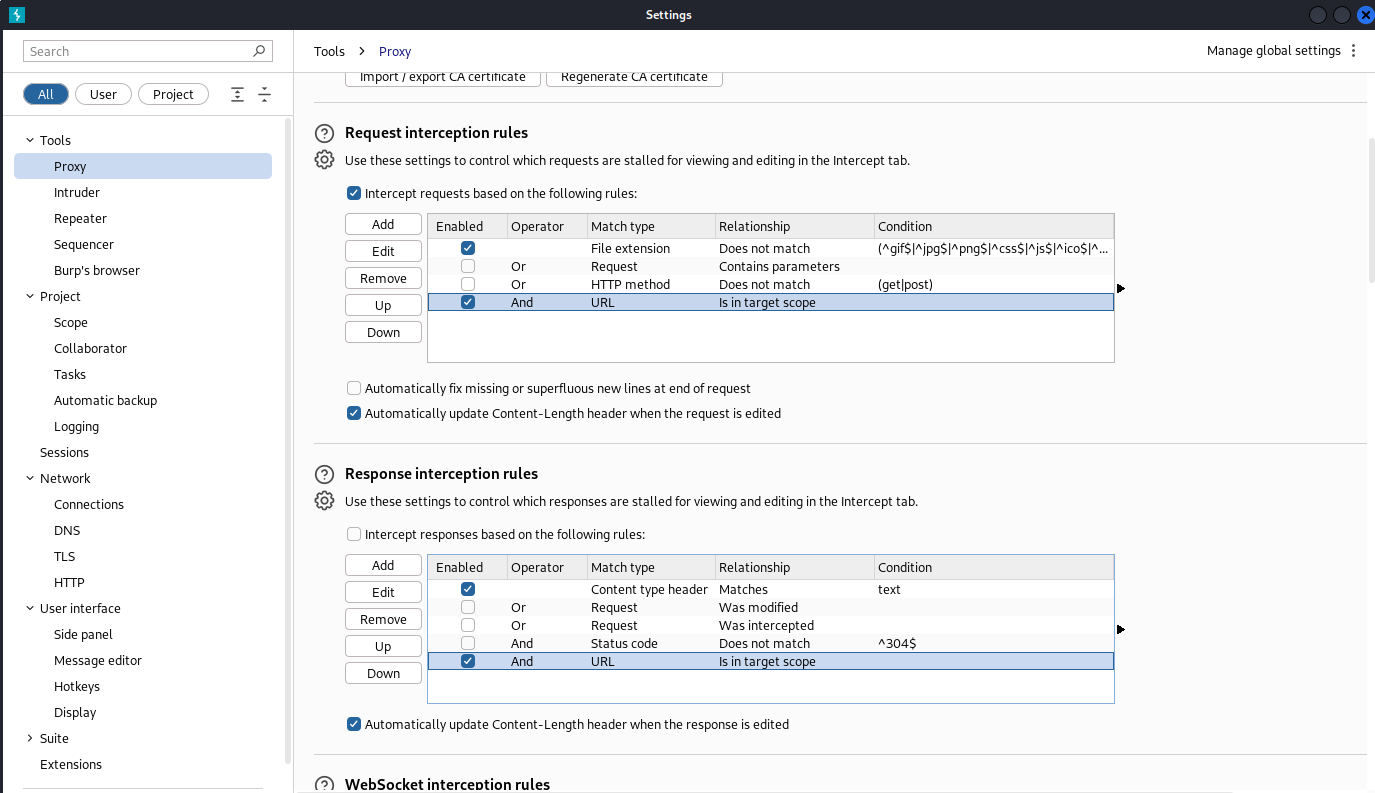 Settings
Search
Tools > Proxy
Manage global settings
All User Project
Import / export CA certificate Regenerate CA certificate
Tools
Proxy
Intruder
Repeater
Sequencer
Burp's browser
Project
Scope
Collaborator
Tasks
Automatic backup
Logging
Sessions
Network
Connections
DNS
TLS
HTTP
User interface
Side panel
Message editor
Hotkeys
Display
Suite
Extensions
Request interception rules
Use these settings to control which requests are stalled for viewing and editing in the Intercept tab.
Intercept requests based on the following rules:
Add
Edit
Remove
Up
Down
Enabled Operator Match type Relationship Condition
File extension Does not match (^gif$|^jpg$|^png$|^css$|^js$|^ico$|^...
Or Request Contains parameters
Or HTTP method Does not match (get|post)
And URL Is in target scope
Automatically fix missing or superfluous new lines at end of request
Automatically update Content-Length header when the request is edited
Response interception rules
Use these settings to control which responses are stalled for viewing and editing in the Intercept tab.
Intercept responses based on the following rules:
Add
Edit
Remove
Up
Down
Enabled Operator Match type Relationship Condition
Content type header Matches text
Or Request Was modified
Or Request Was intercepted
And Status code Does not match ^304$
And URL Is in target scope
Automatically update Content-Length header when the response is edited
WebSocket interception rules